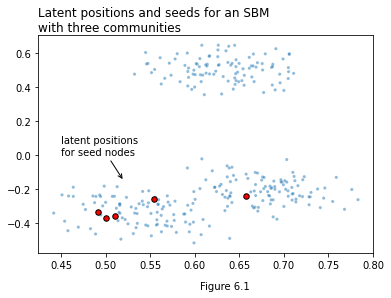 Latent positions and seeds for an SBM
with three communities
0.6
0.4
0.2
0.0
−0.2
−0.4
latent positions
for seed nodes
0.45 0.50 0.55 0.60 0.65 0.70 0.75 0.80
Figure 6.1